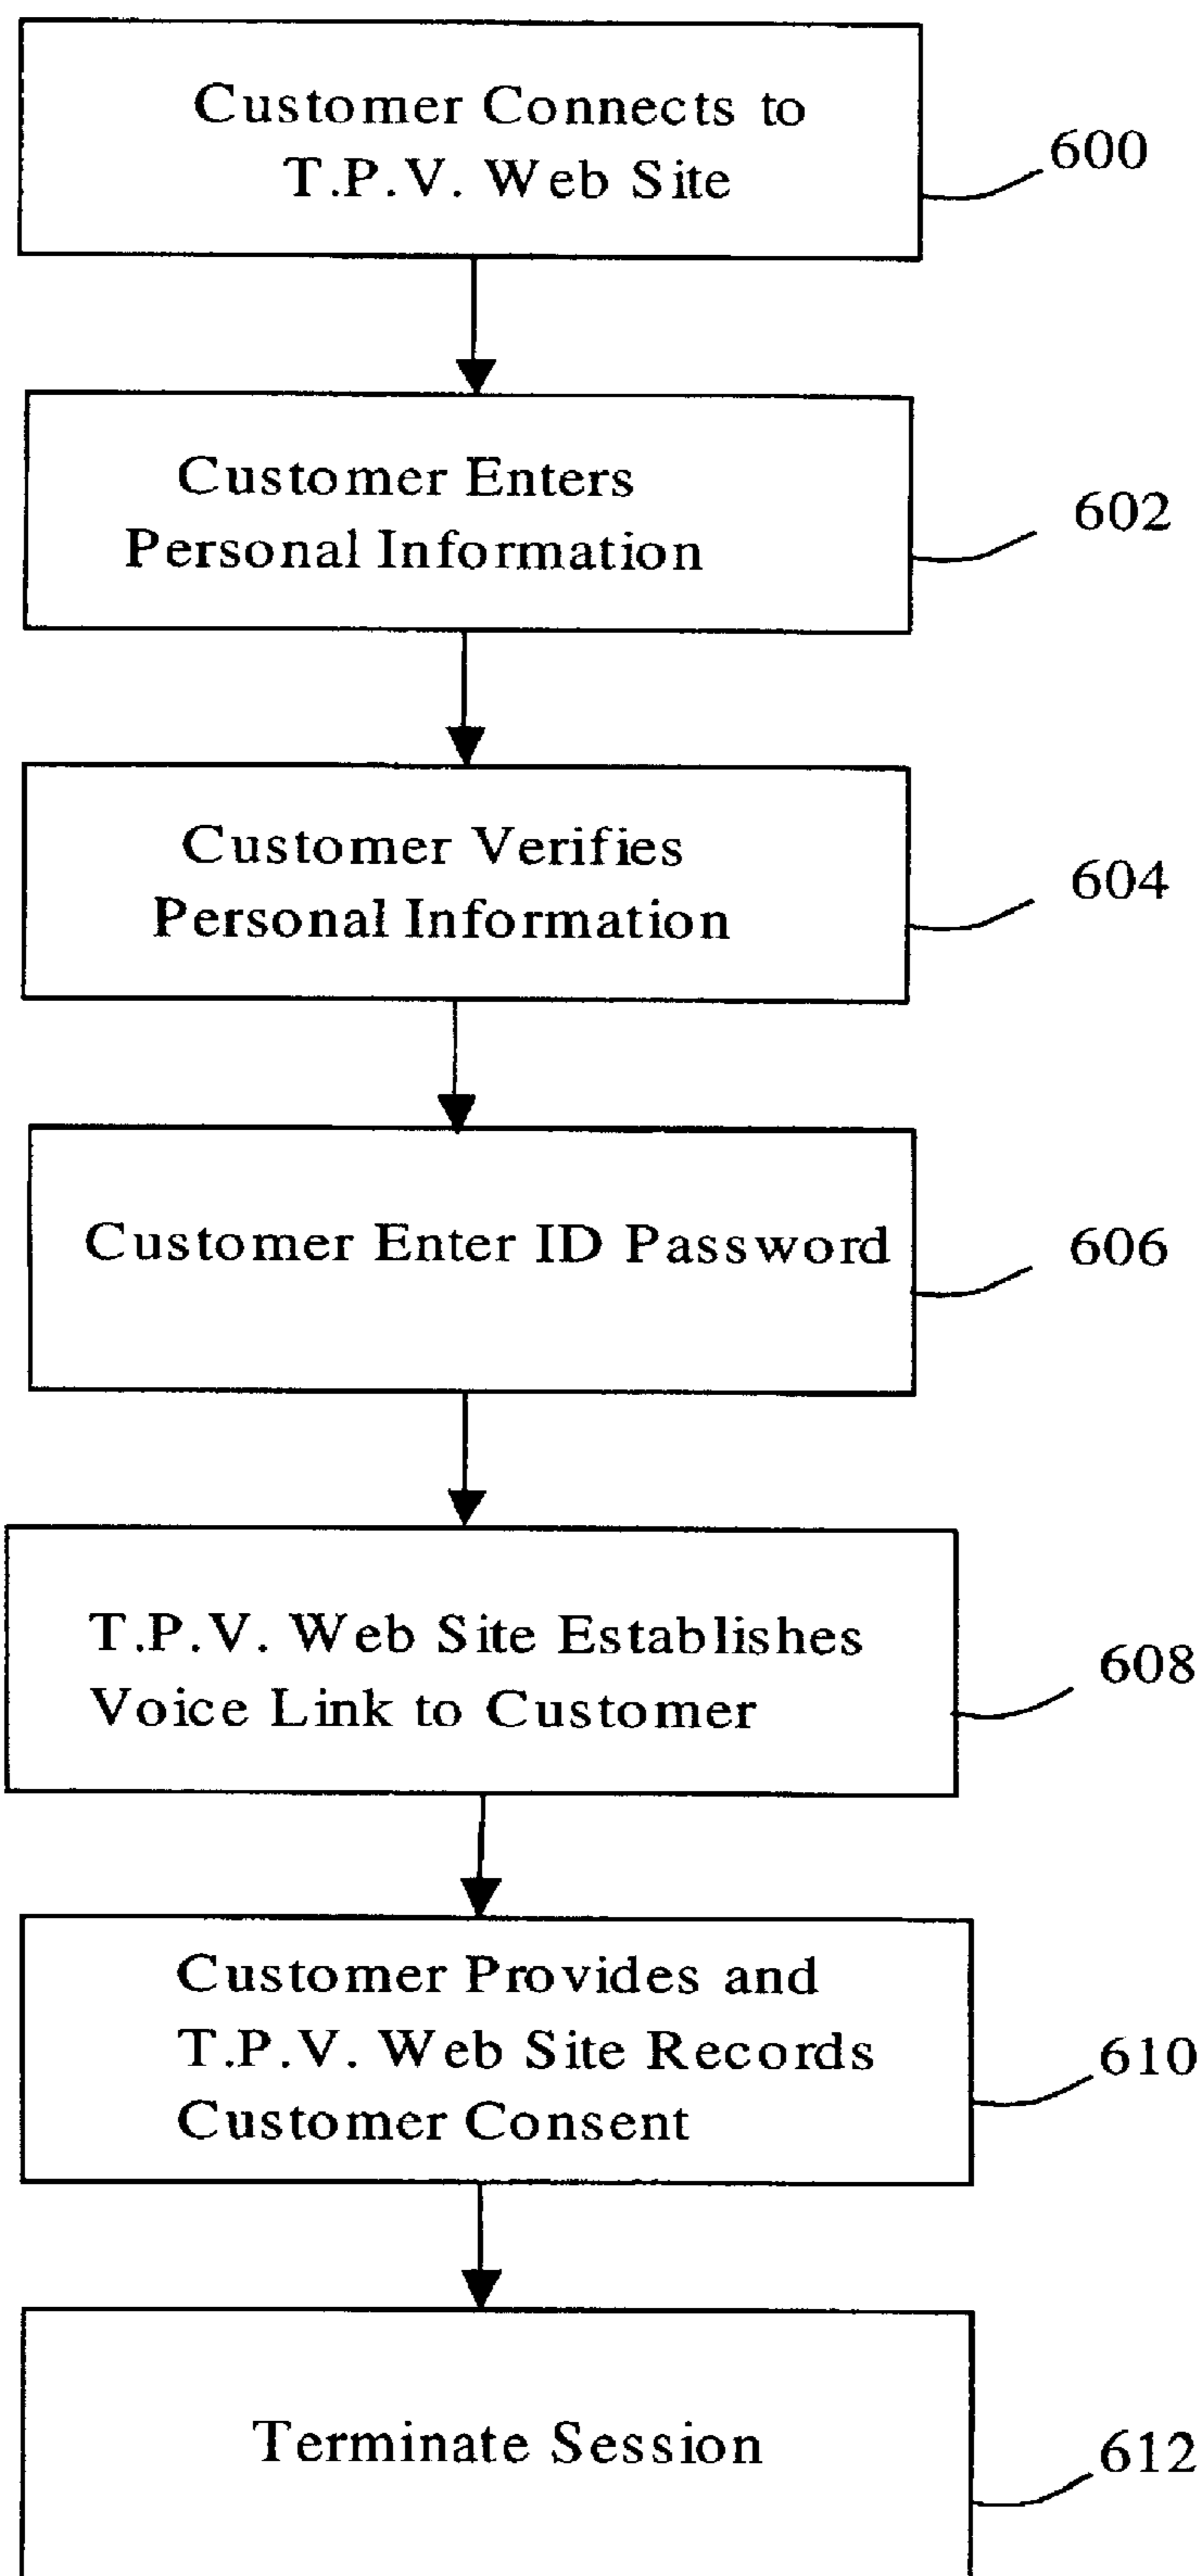 Customer Connects to
T.P.V. Web Site
600
Customer Enters
Personal Information
602
Customer Verifies
Personal Information
604
Customer Enter ID Password
606
T.P.V. Web Site Establishes
Voice Link to Customer
608
Customer Provides and
T.P.V. Web Site Records
Customer Consent
610
Terminate Session
612